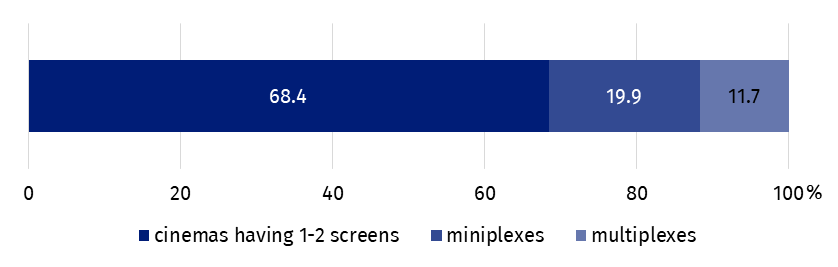 68.4 19.9 11.7
0 20 40 60 80 100%
cinemas having 1-2 screens miniplexes multiplexes